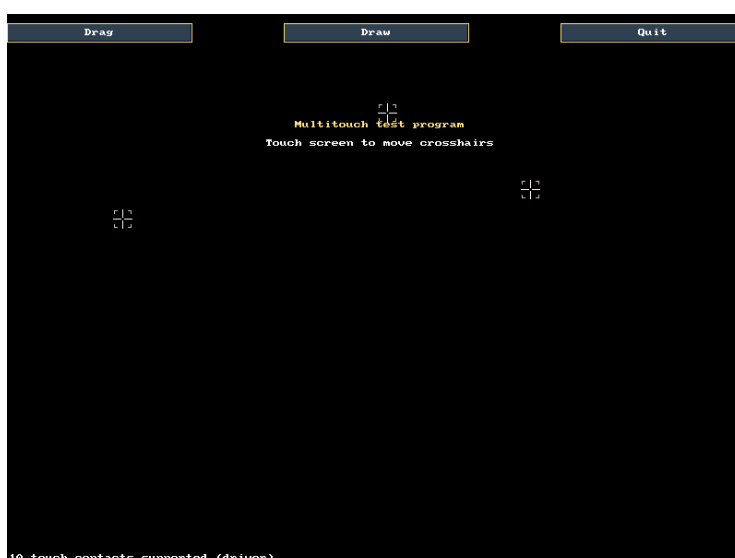 Drag Draw Quit
Multitouch test program
Touch screen to move crosshairs
10 touch contacts supported (driver)